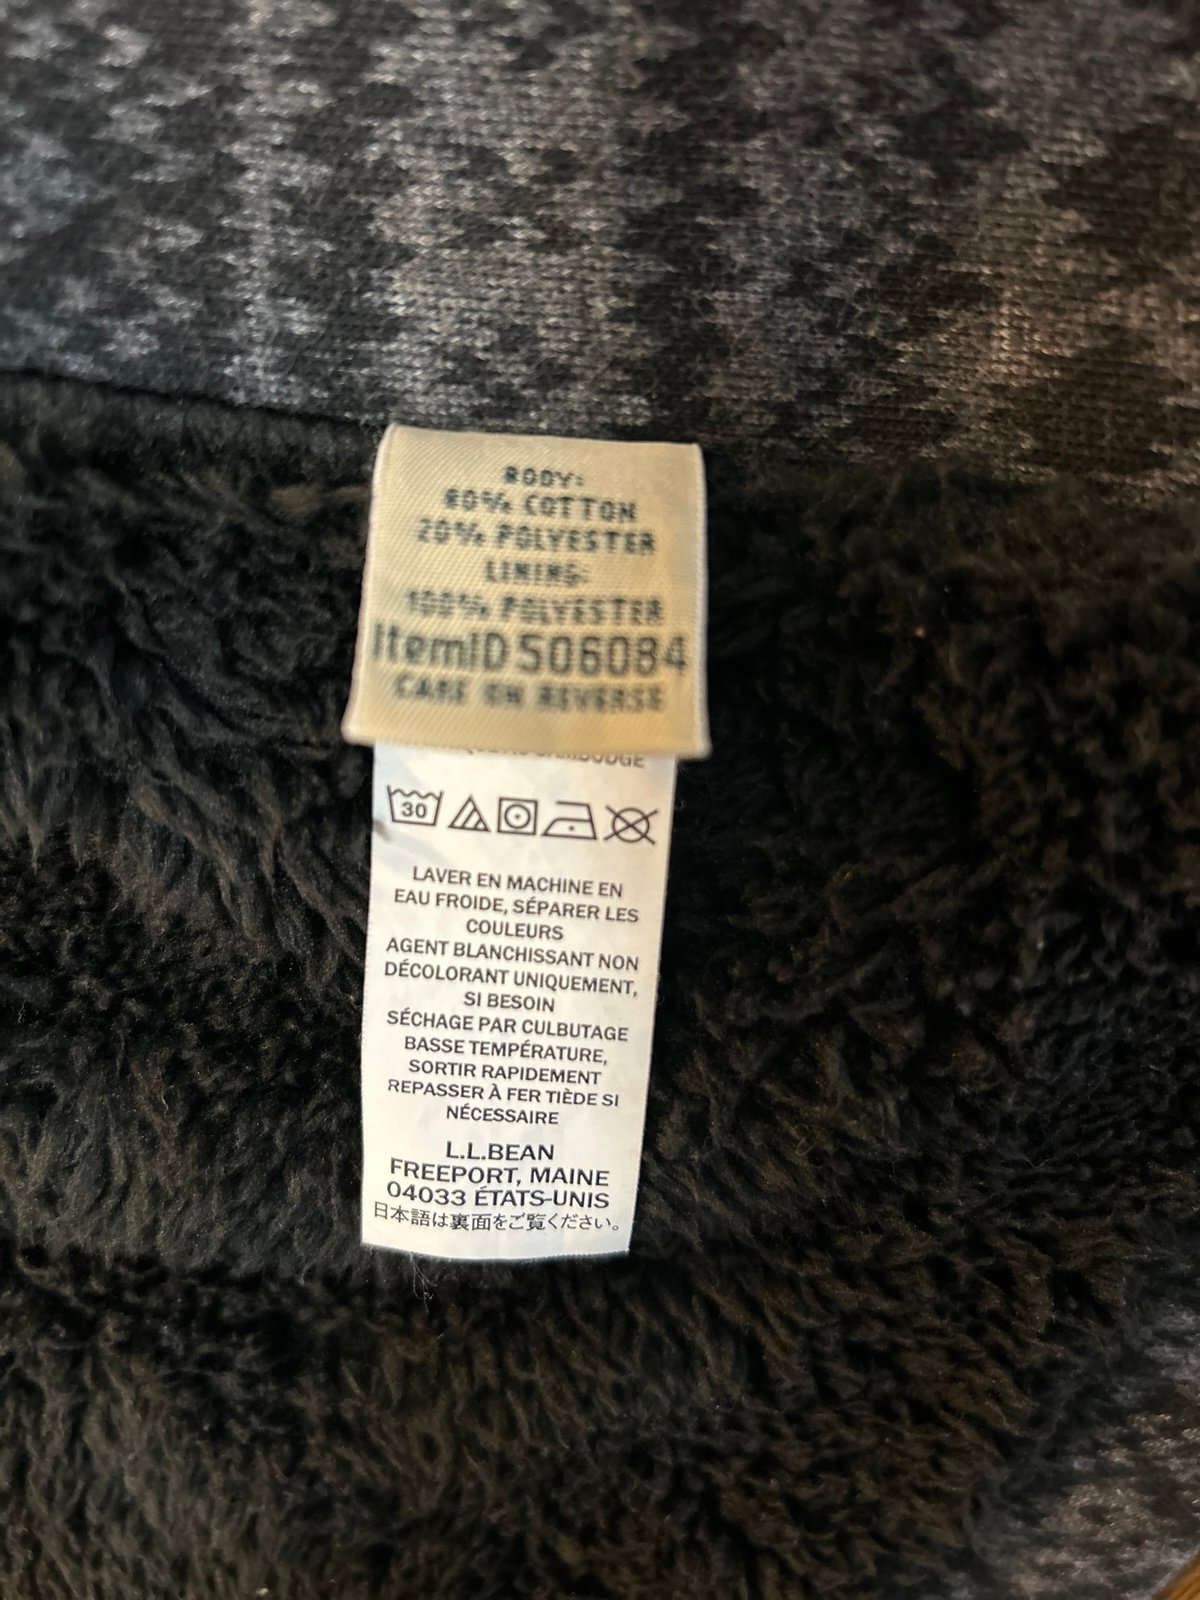 BODY:
80% COTTON
20% POLYESTER
LINING:
100% POLYESTER
ItemID 506084
CARE ON REVERSE
30
LAVER EN MACHINE EN
EAU FROIDE, SÉPARER LES
COULEURS
AGENT BLANCHISSANT NON
DÉCOLORANT UNIQUEMENT,
SI BESOIN
SÉCHAGE PAR CULBUTAGE
BASSE TEMPÉRATURE,
SORTIR RAPIDEMENT
REPASSER À FER TIÈDE SI
NÉCESSAIRE
L.L.BEAN
FREEPORT, MAINE
04033 ÉTATS-UNIS
日本語は裏面をご覧ください。